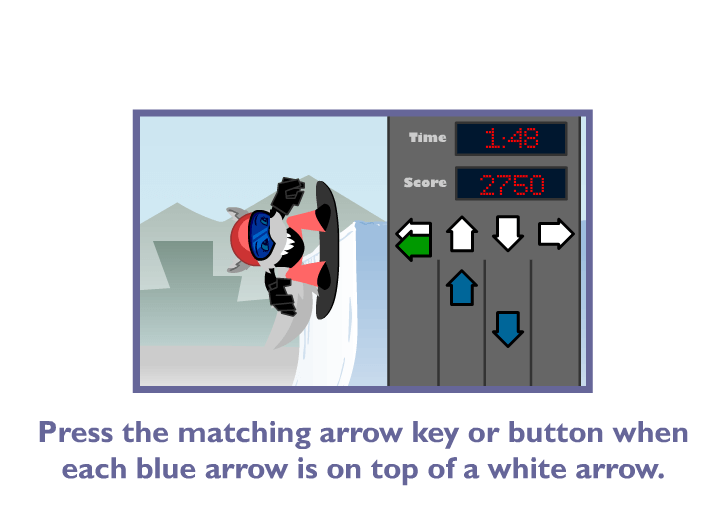 Time 1:48
Score 2750
Press the matching arrow key or button when
each blue arrow is on top of a white arrow.